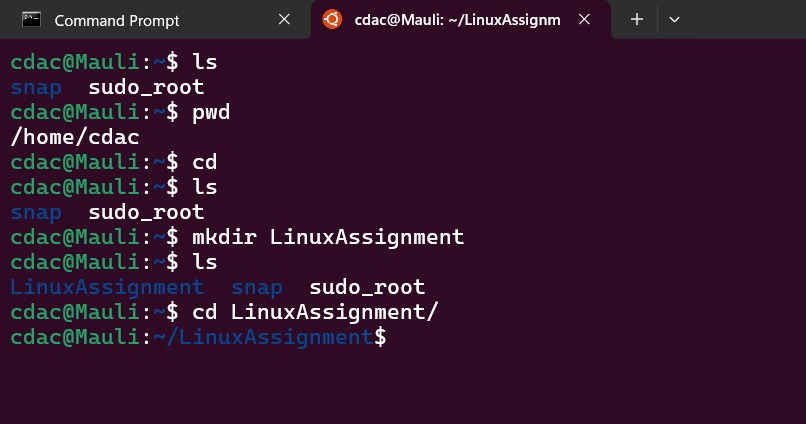 Command Prompt
cdac@Mauli: ~/LinuxAssignm
cdac@Mauli:~$ ls
snap  sudo_root
cdac@Mauli:~$ pwd
/home/cdac
cdac@Mauli:~$ cd
cdac@Mauli:~$ ls
snap  sudo_root
cdac@Mauli:~$ mkdir LinuxAssignment
cdac@Mauli:~$ ls
LinuxAssignment  snap  sudo_root
cdac@Mauli:~$ cd LinuxAssignment/
cdac@Mauli:~/LinuxAssignment$